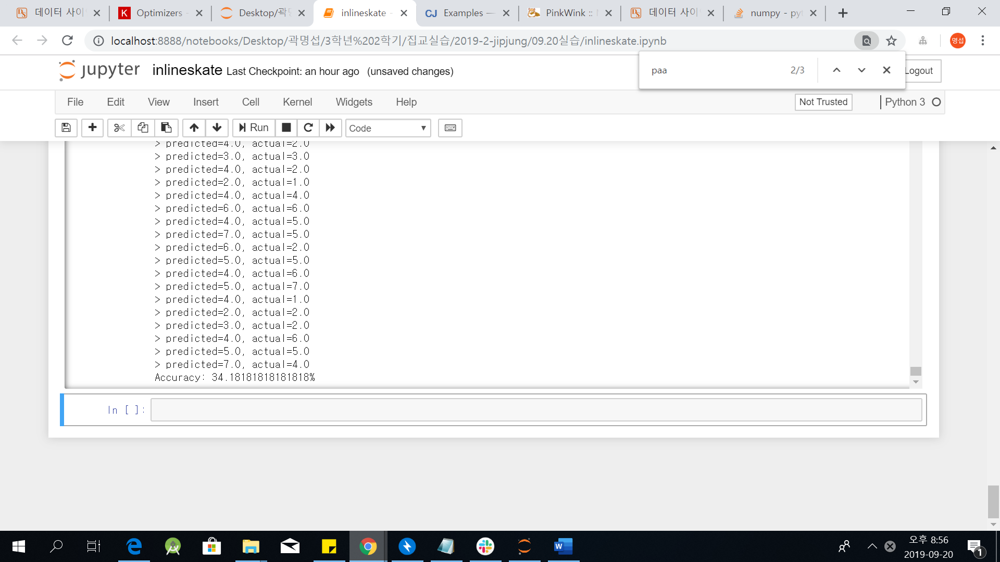 데이터 사이
Optimizers -
Desktop/곽
inlineskate -
Examples —
PinkWink ::
데이터 사이
numpy - pyt
localhost:8888/notebooks/Desktop/곽명섭/3학년%202학기/집교실습/2019-2-jipjung/09.20실습/inlineskate.ipynb
명섭
jupyter inlineskate Last Checkpoint: an hour ago (unsaved changes)
paa 2/3
Logout
File Edit View Insert Cell Kernel Widgets Help Not Trusted Python 3
Run Code
> predicted=4.0, actual=2.0
> predicted=3.0, actual=3.0
> predicted=4.0, actual=2.0
> predicted=2.0, actual=1.0
> predicted=4.0, actual=4.0
> predicted=6.0, actual=6.0
> predicted=4.0, actual=5.0
> predicted=7.0, actual=5.0
> predicted=6.0, actual=2.0
> predicted=5.0, actual=5.0
> predicted=4.0, actual=6.0
> predicted=5.0, actual=7.0
> predicted=4.0, actual=1.0
> predicted=2.0, actual=2.0
> predicted=3.0, actual=2.0
> predicted=4.0, actual=6.0
> predicted=5.0, actual=5.0
> predicted=7.0, actual=4.0
Accuracy: 34.18181818181818%
In [ ]:
오후 8:56
2019-09-20
1